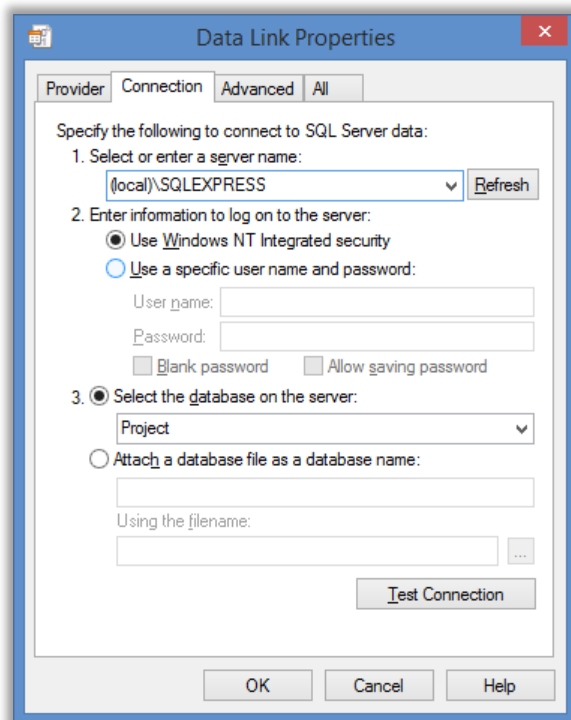 Data Link Properties
Provider Connection Advanced All
Specify the following to connect to SQL Server data:
1. Select or enter a server name:
(local)\SQLEXPRESS Refresh
2. Enter information to log on to the server:
Use Windows NT Integrated security
Use a specific user name and password:
User name:
Password:
Blank password Allow saving password
3. Select the database on the server:
Project
Attach a database file as a database name:
Using the filename:
...
Test Connection
OK Cancel Help